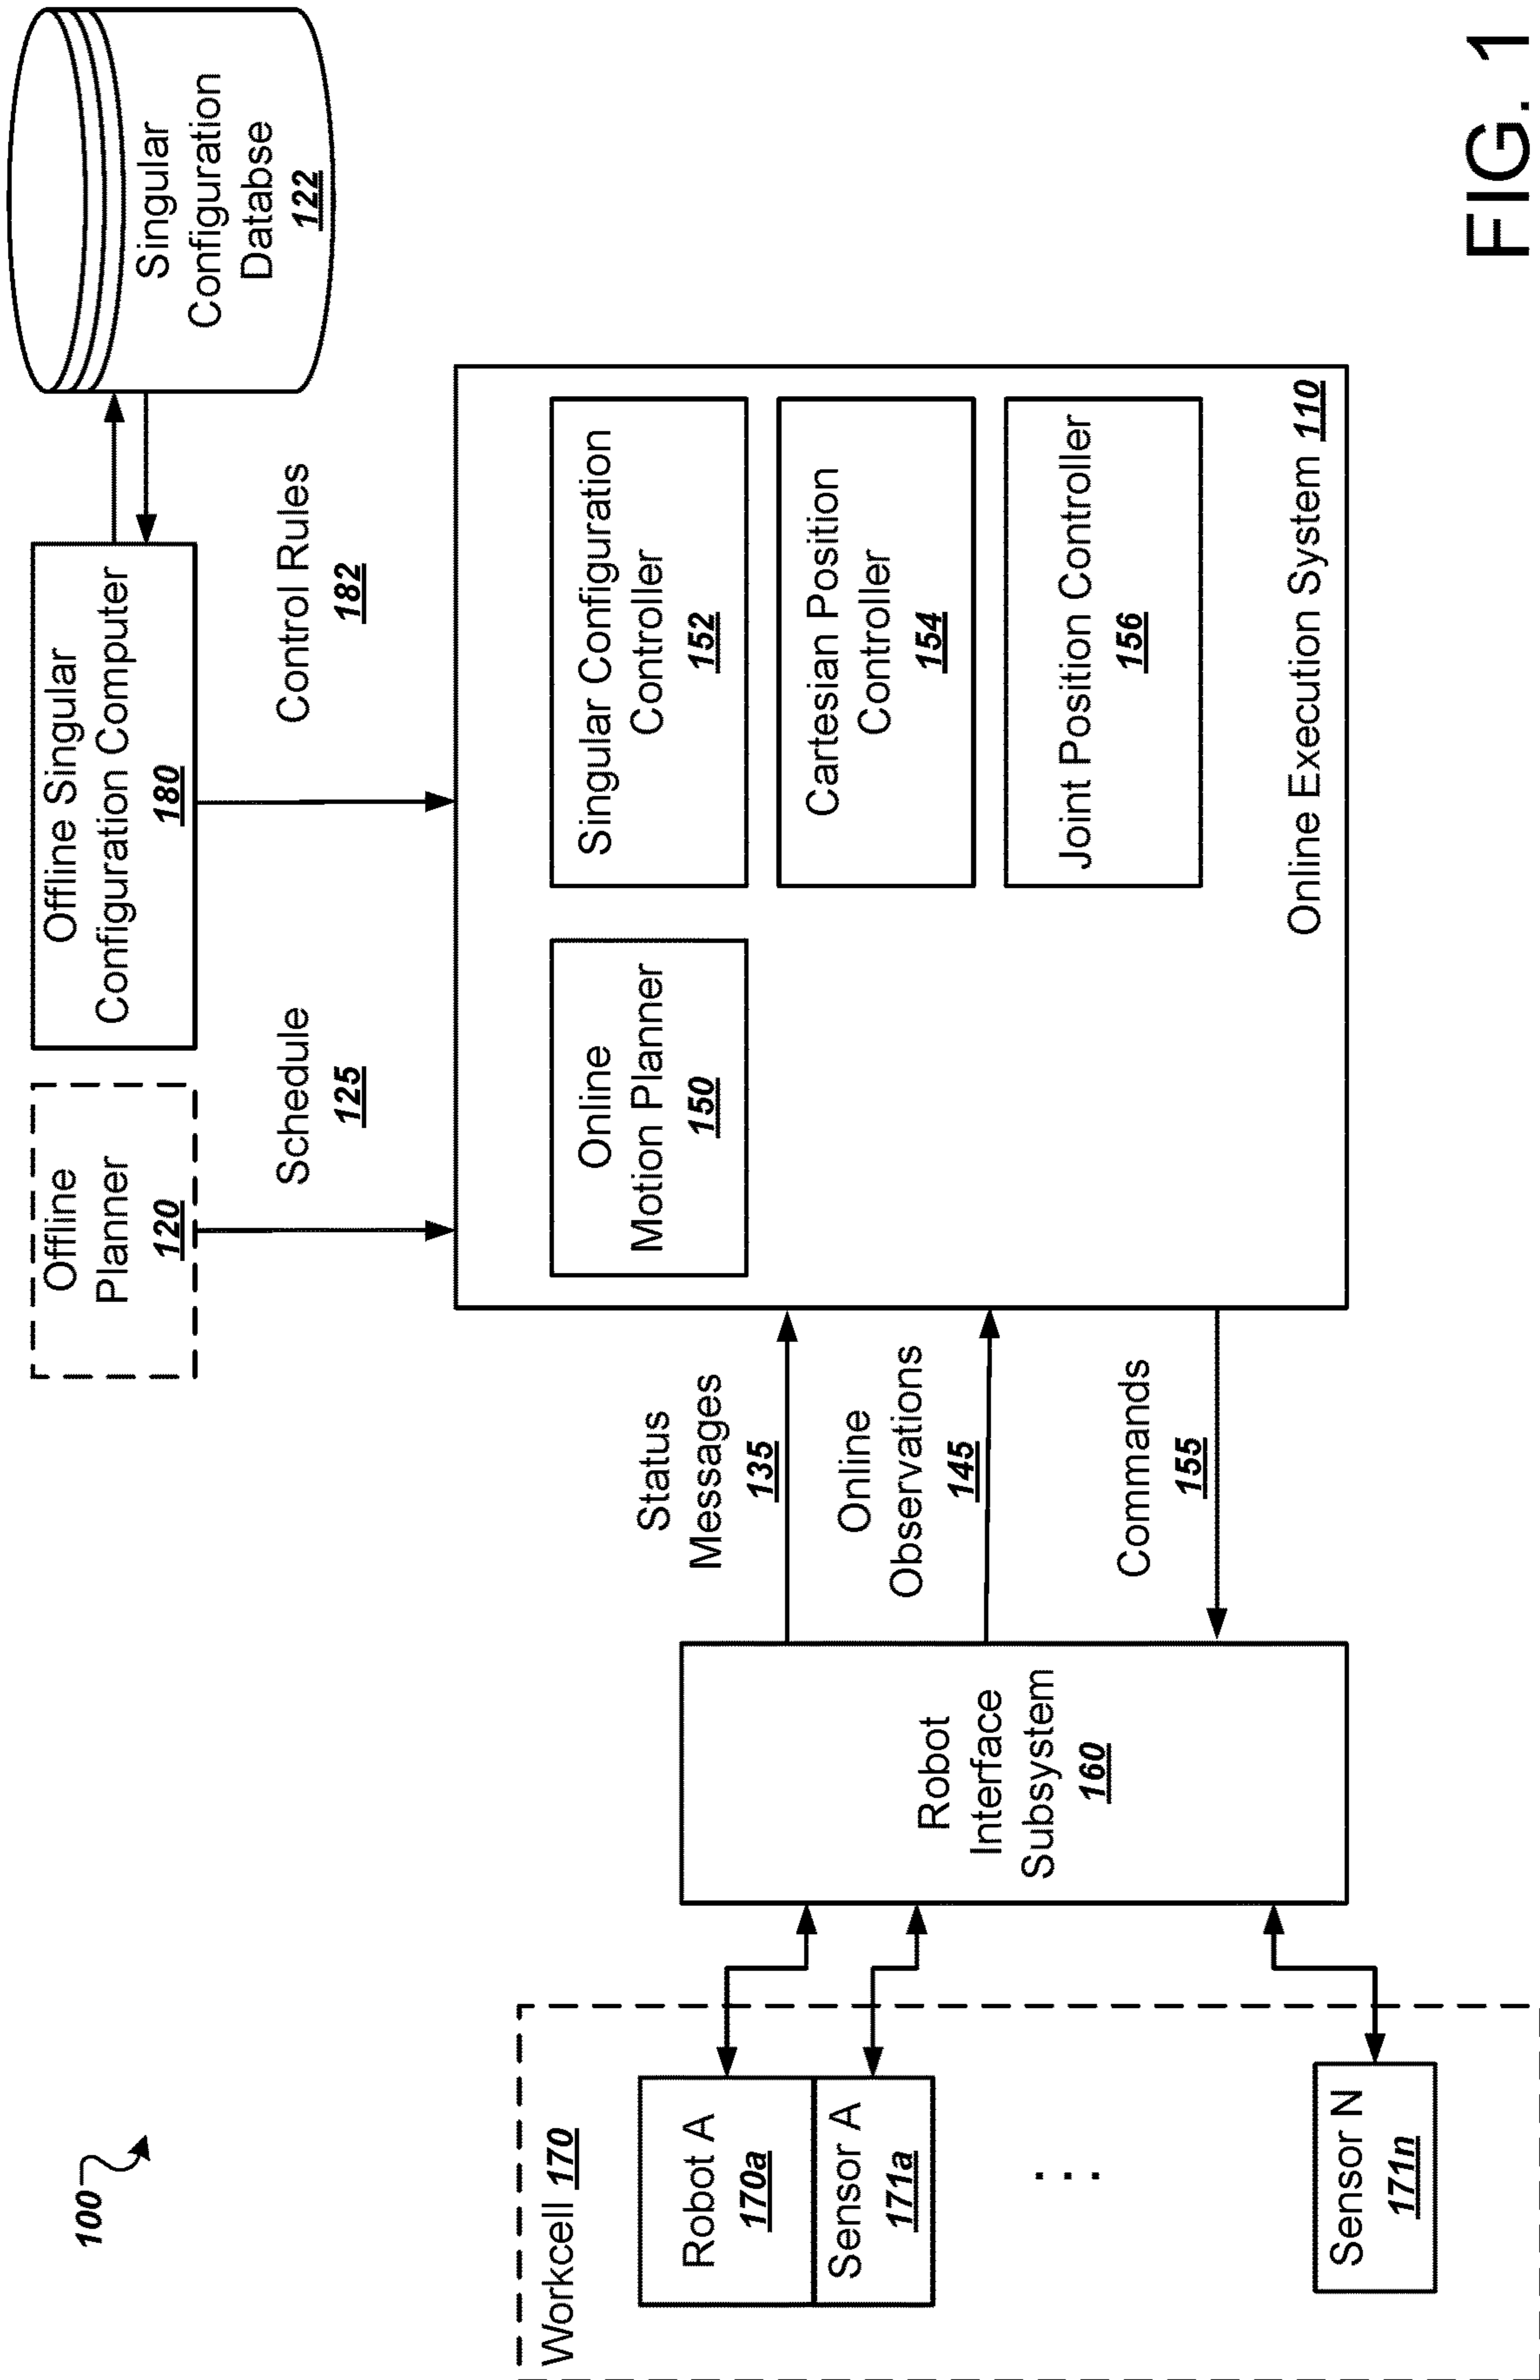 100
Offline
Planner
120
Offline Singular
Configuration Computer
180
Singular
Configuration
Databse
122
Schedule
125
Control Rules
182
Workcell 170
Robot A
170a
Sensor A
171a
...
Sensor N
171n
Robot
Interface
Subsystem
160
Status
Messages
135
Online
Observations
145
Commands
155
Online
Motion Planner
150
Singular Configuration
Controller
152
Cartesian Position
Controller
154
Joint Position Controller
156
Online Execution System 110
FIG. 1